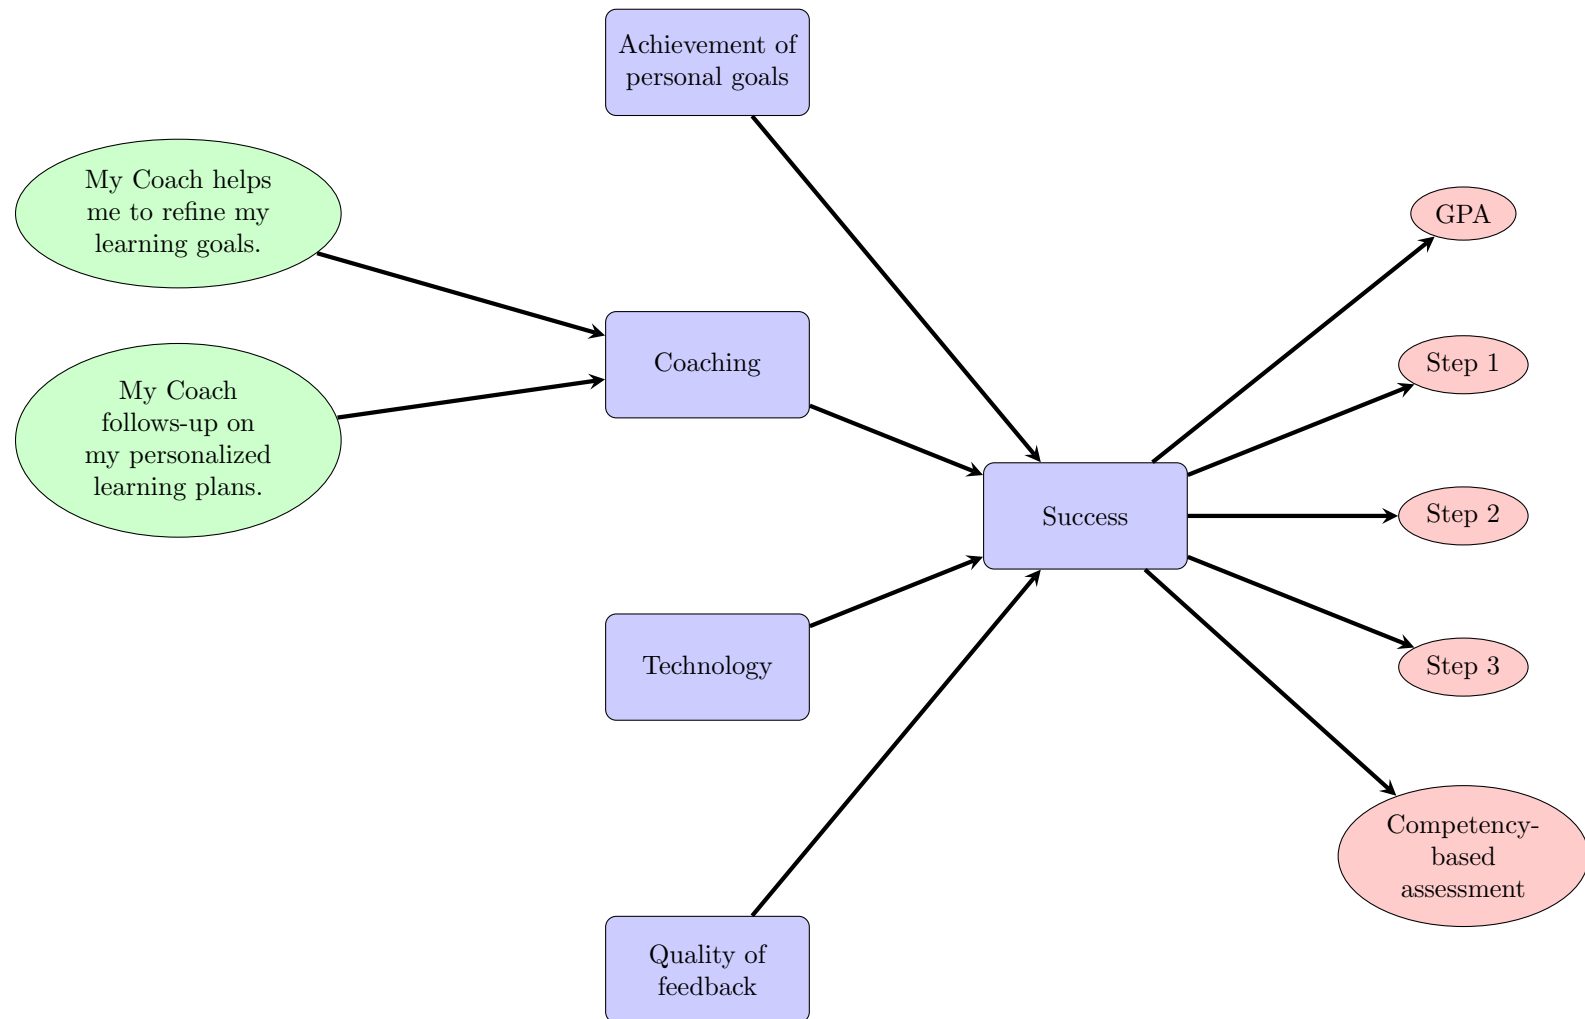 Achievement of
personal goals
My Coach helps
me to refine my
learning goals.
My Coach
follows-up on
my personalized
learning plans.
Coaching
Technology
Quality of
feedback
Success
GPA
Step 1
Step 2
Step 3
Competency-
based
assessment